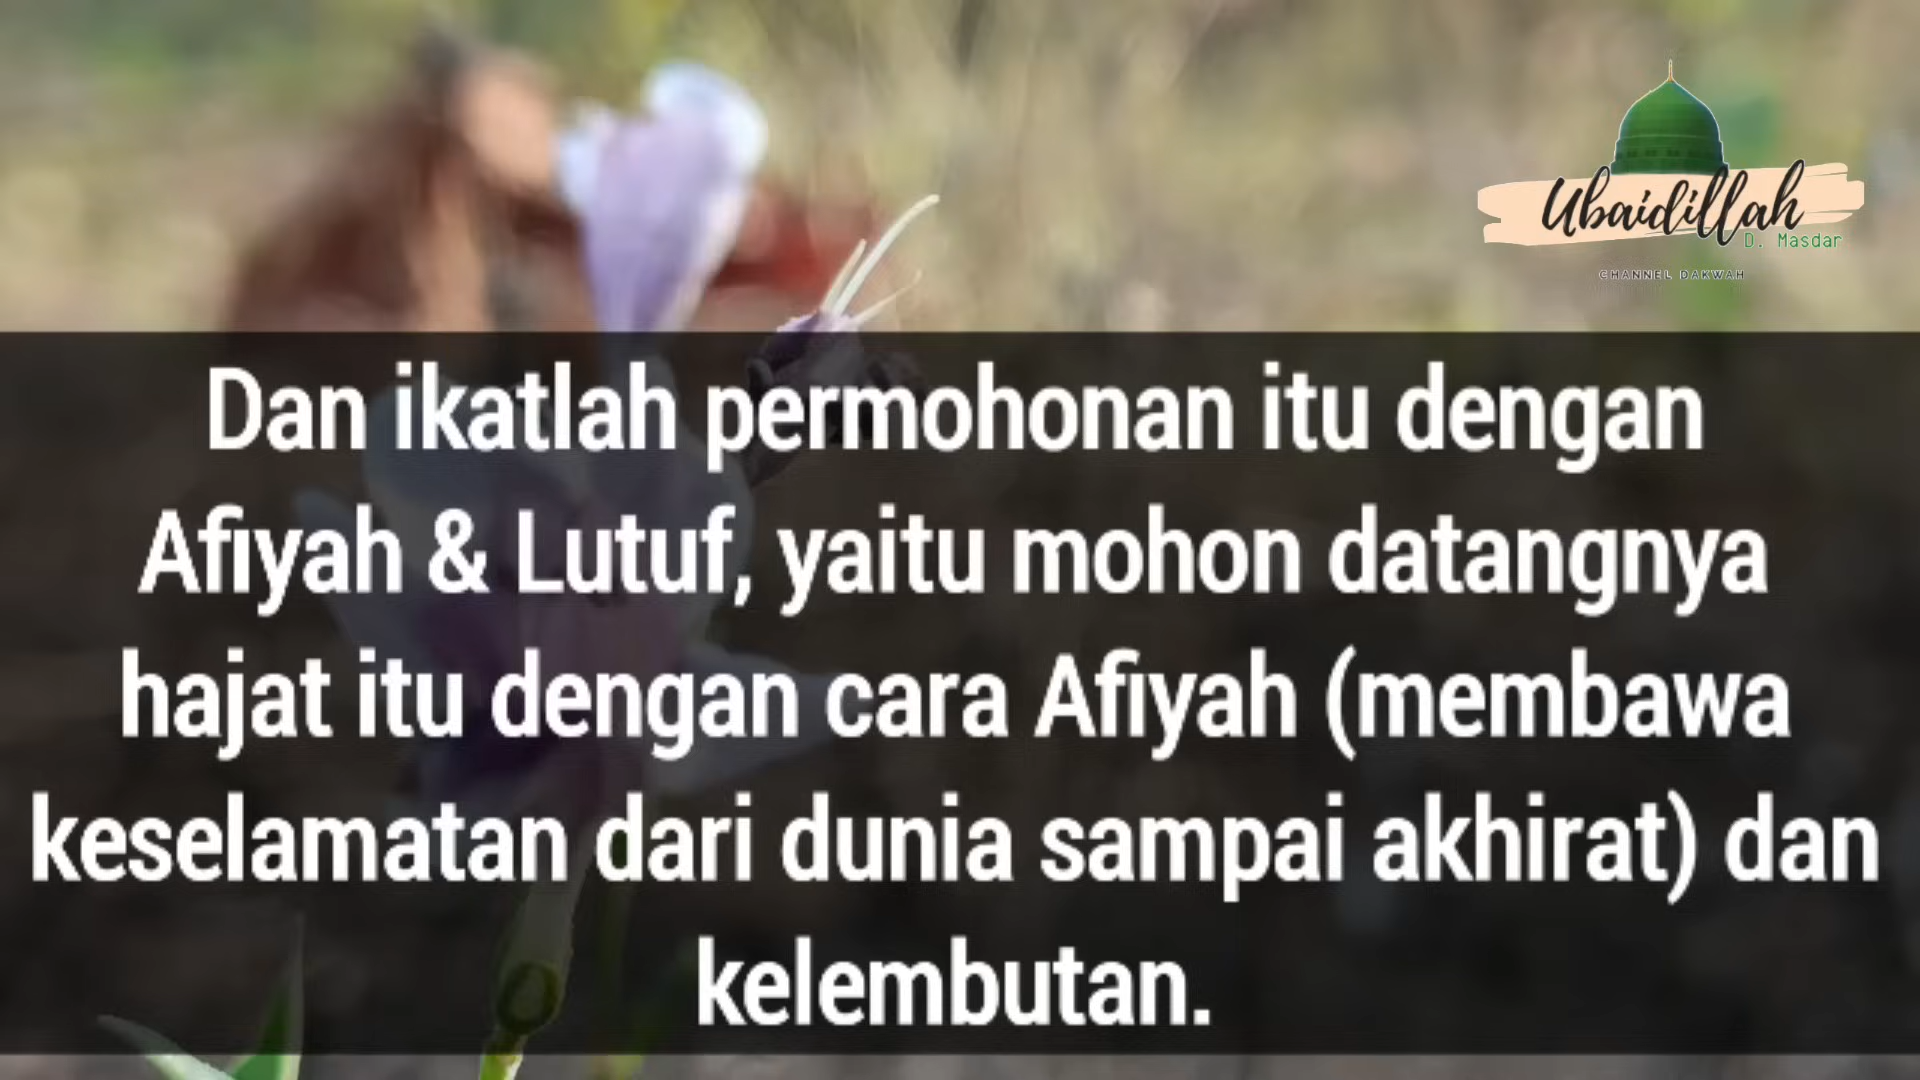 Ubaidillah
D. Masdar
CHANNEL DAKWAH
Dan ikatlah permohonan itu dengan
Afiyah & Lutuf, yaitu mohon datangnya
hajat itu dengan cara Afiyah (membawa
keselamatan dari dunia sampai akhirat) dan
kelembutan.